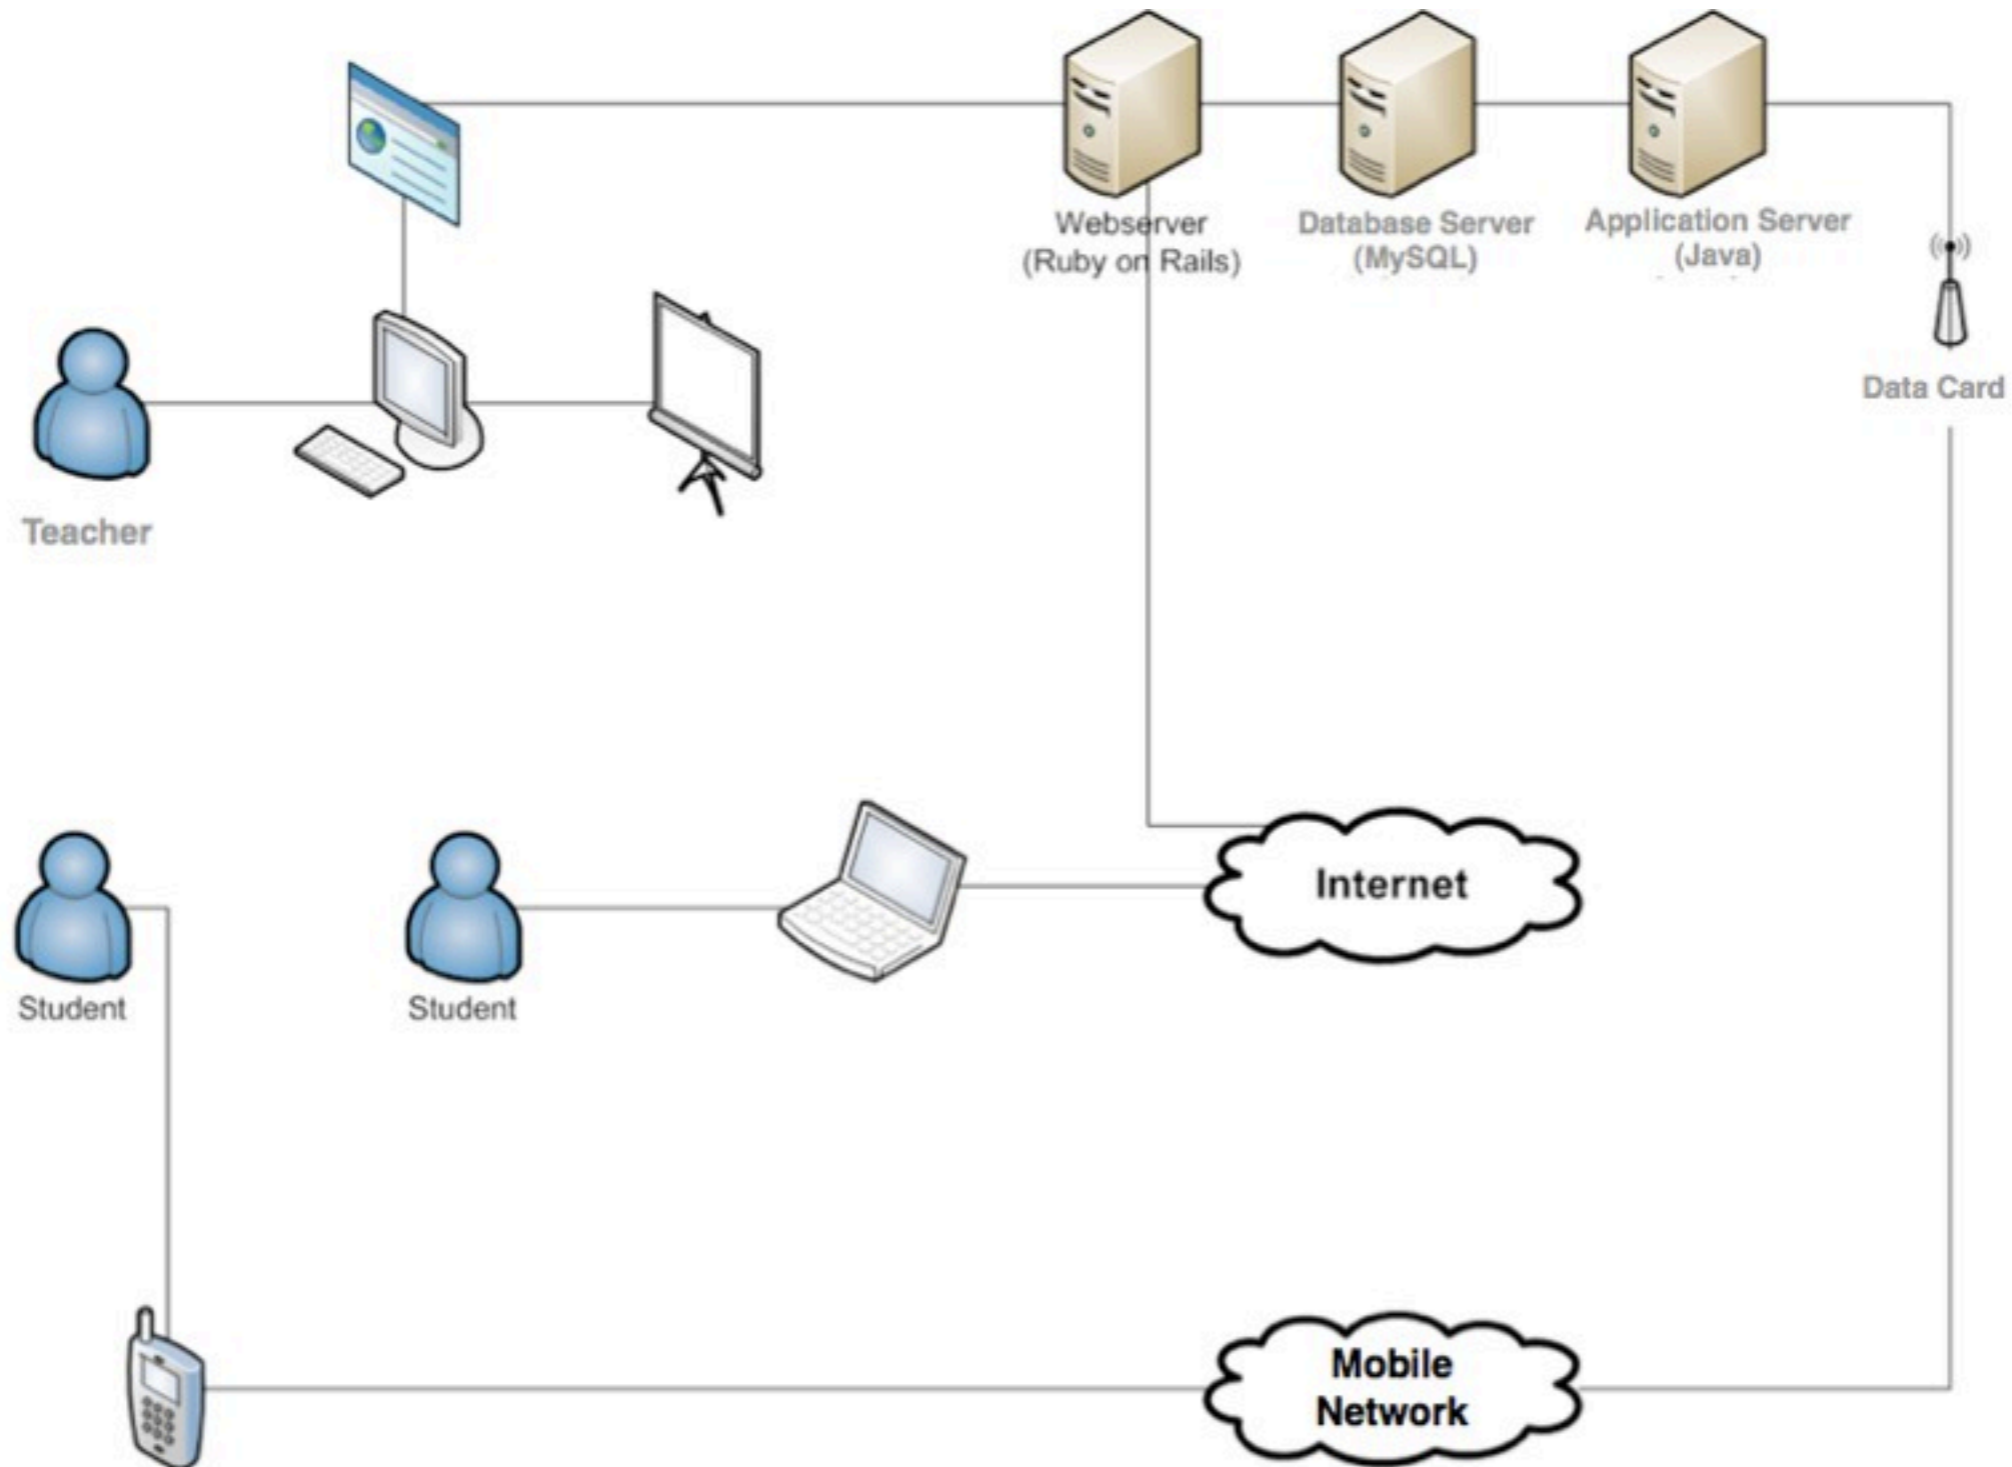 Webserver
(Ruby on Rails)
Database Server
(MySQL)
Application Server
(Java)
Data Card
Teacher
Internet
Student
Student
Mobile
Network